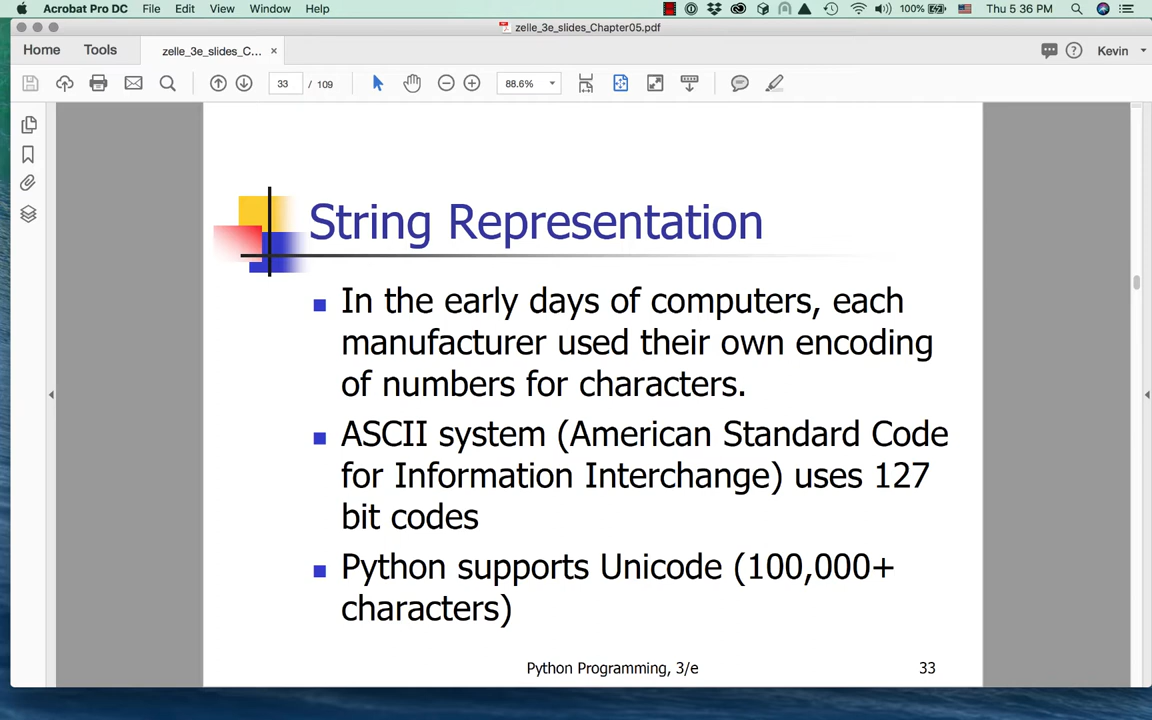 Acrobat Pro DC File Edit View Window Help 100% Thu 5:36 PM
zelle_3e_slides_Chapter05.pdf
Home Tools zelle_3e_slides_C... × Kevin
33 / 109 88.6%
String Representation
In the early days of computers, each
manufacturer used their own encoding
of numbers for characters.
ASCII system (American Standard Code
for Information Interchange) uses 127
bit codes
Python supports Unicode (100,000+
characters)
Python Programming, 3/e 33